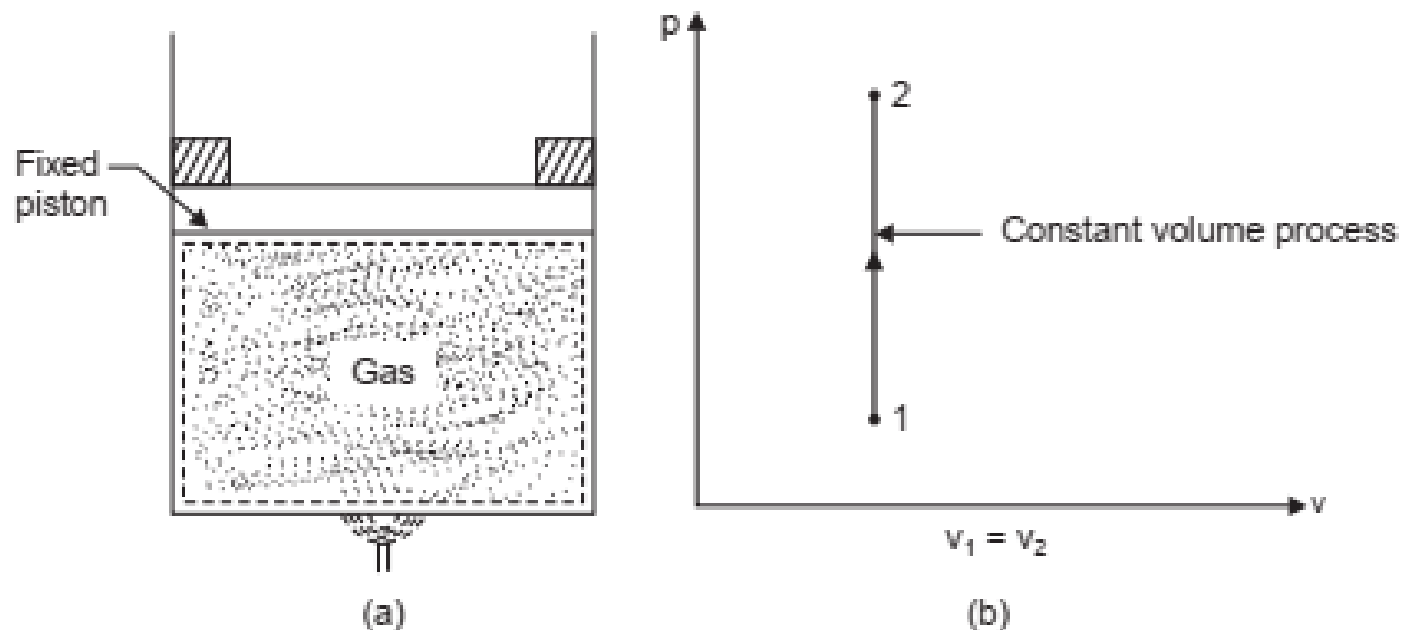 Fixed
piston
Gas
(a)
p
2
Constant volume process
1
v
v₁ = v₂
(b)